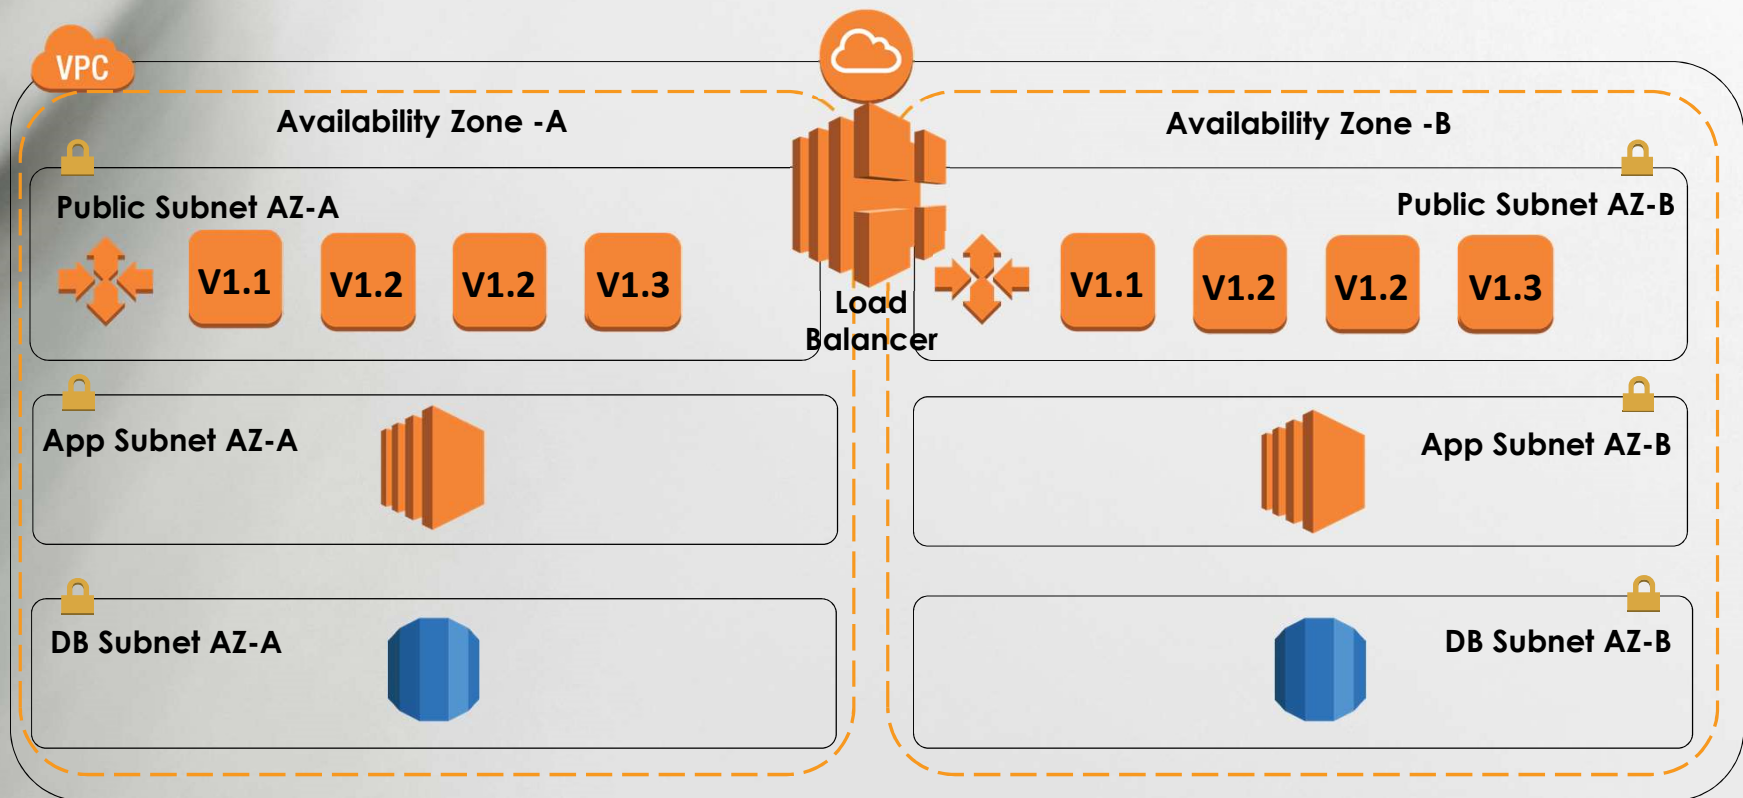 VPC
Availability Zone -A
Availability Zone -B
Public Subnet AZ-A
Public Subnet AZ-B
V1.1
V1.2
V1.2
V1.3
Load
Balancer
V1.1
V1.2
V1.2
V1.3
App Subnet AZ-A
App Subnet AZ-B
DB Subnet AZ-A
DB Subnet AZ-B